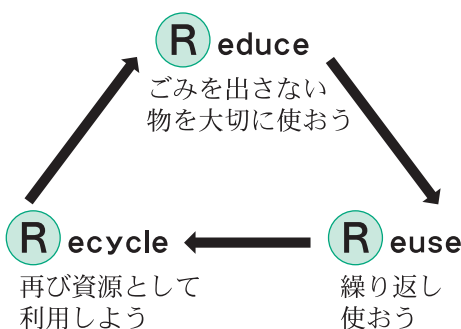 Reduce
ごみを出さない
物を大切に使おう
Recycle
再び資源として
利用しよう
Reuse
繰り返し
使おう